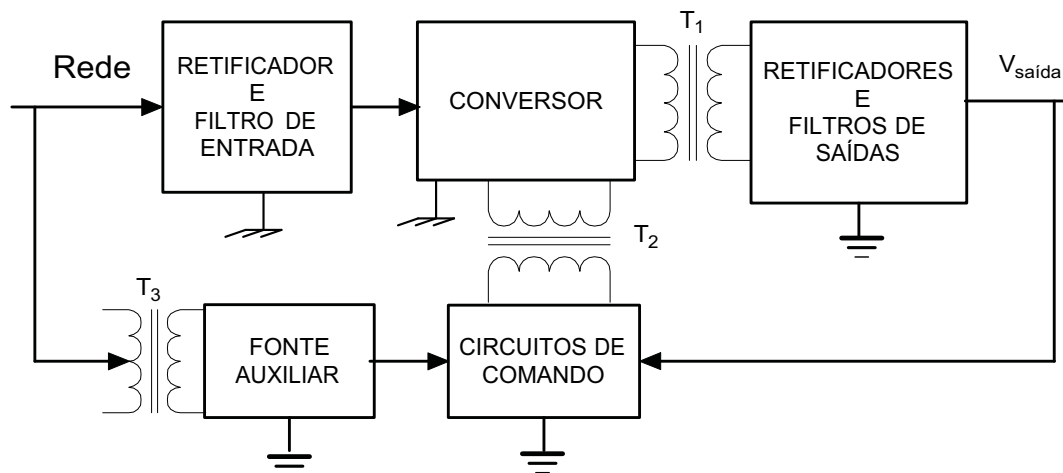 Rede
RETIFICADOR
E
FILTRO DE
ENTRADA
CONVERSOR
T1
RETIFICADORES
E
FILTROS DE
SAÍDAS
Vsaída
T2
T3
FONTE
AUXILIAR
CIRCUITOS DE
COMANDO